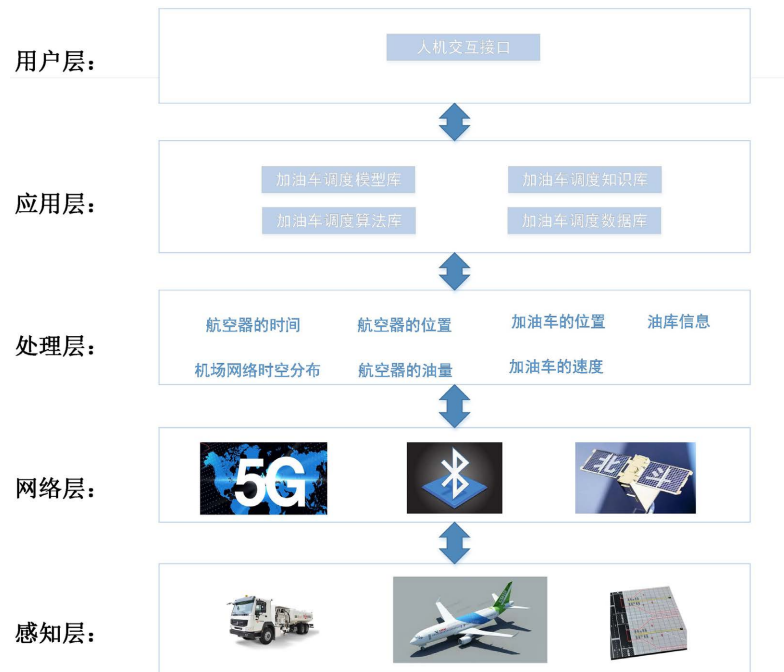 用户层：
人机交互接口
应用层：
加油车调度模型库
加油车调度知识库
加油车调度算法库
加油车调度数据库
处理层：
航空器的时间
航空器的位置
加油车的位置
油库信息
机场网络时空分布
航空器的油量
加油车的速度
网络层：
5G
北斗
感知层：